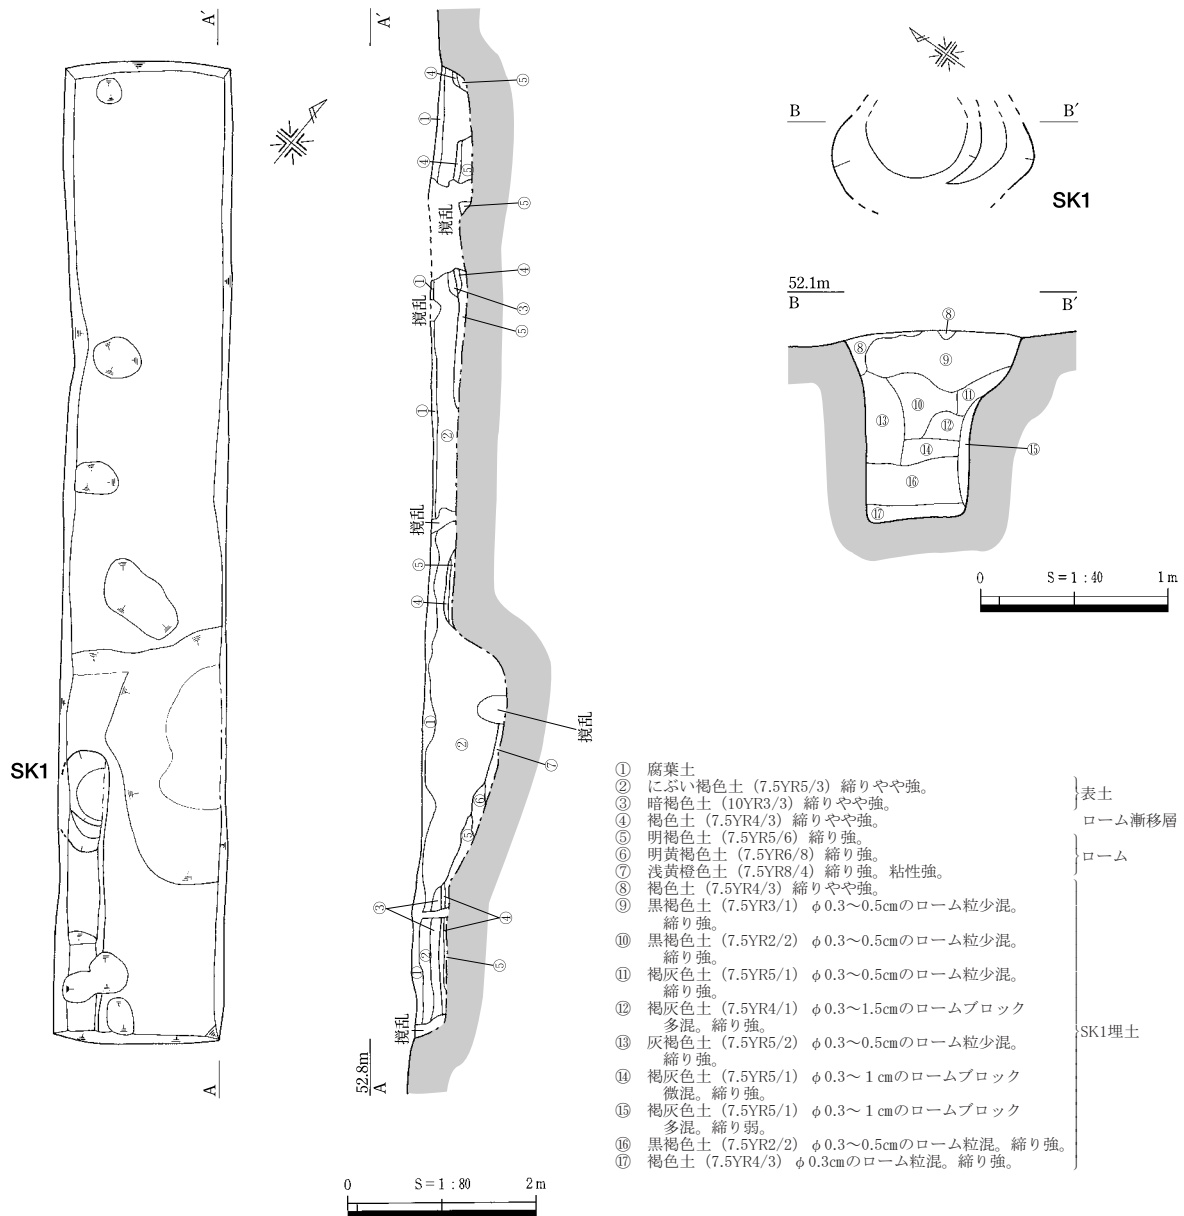 A′
A′
④
⑤
①
④
⑤
⑤
撹乱
④
①
③
撹乱
⑤
①
②
撹乱
⑤
④
①
撹乱
②
⑦
⑥
⑤
③
④
②
①
⑤
撹乱
52.8m
A
A
SK1
0 S=1:80 2m
B B′
SK1
52.1m
B B′
⑧
⑧
⑨
⑩
⑪
⑫
⑬
⑭
⑮
⑯
⑰
0 S=1:40 1m
① 腐葉土
② にぶい褐色土（7.5YR5/3）締りやや強。
③ 暗褐色土（10YR3/3）締りやや強。
表土
④ 褐色土（7.5YR4/3）締りやや強。 ローム漸移層
⑤ 明褐色土（7.5YR5/6）締り強。
⑥ 明黄褐色土（7.5YR6/8）締り強。
ローム
⑦ 浅黄橙色土（7.5YR8/4）締り強。粘性強。
⑧ 褐色土（7.5YR4/3）締りやや強。
⑨ 黒褐色土（7.5YR3/1）φ0.3～0.5㎝のローム粒少混。
締り強。
⑩ 黒褐色土（7.5YR2/2）φ0.3～0.5㎝のローム粒少混。
締り強。
⑪ 褐灰色土（7.5YR5/1）φ0.3～0.5㎝のローム粒少混。
締り強。
⑫ 褐灰色土（7.5YR4/1）φ0.3～1.5㎝のロームブロック
多混。締り強。
SK1埋土
⑬ 灰褐色土（7.5YR5/2）φ0.3～0.5㎝のローム粒少混。
締り強。
⑭ 褐灰色土（7.5YR5/1）φ0.3～1㎝のロームブロック
微混。締り強。
⑮ 褐灰色土（7.5YR5/1）φ0.3～1㎝のロームブロック
多混。締り弱。
⑯ 黒褐色土（7.5YR2/2）φ0.3～0.5㎝のローム粒混。締り強。
⑰ 褐色土（7.5YR4/3）φ0.3㎝のローム粒混。締り強。